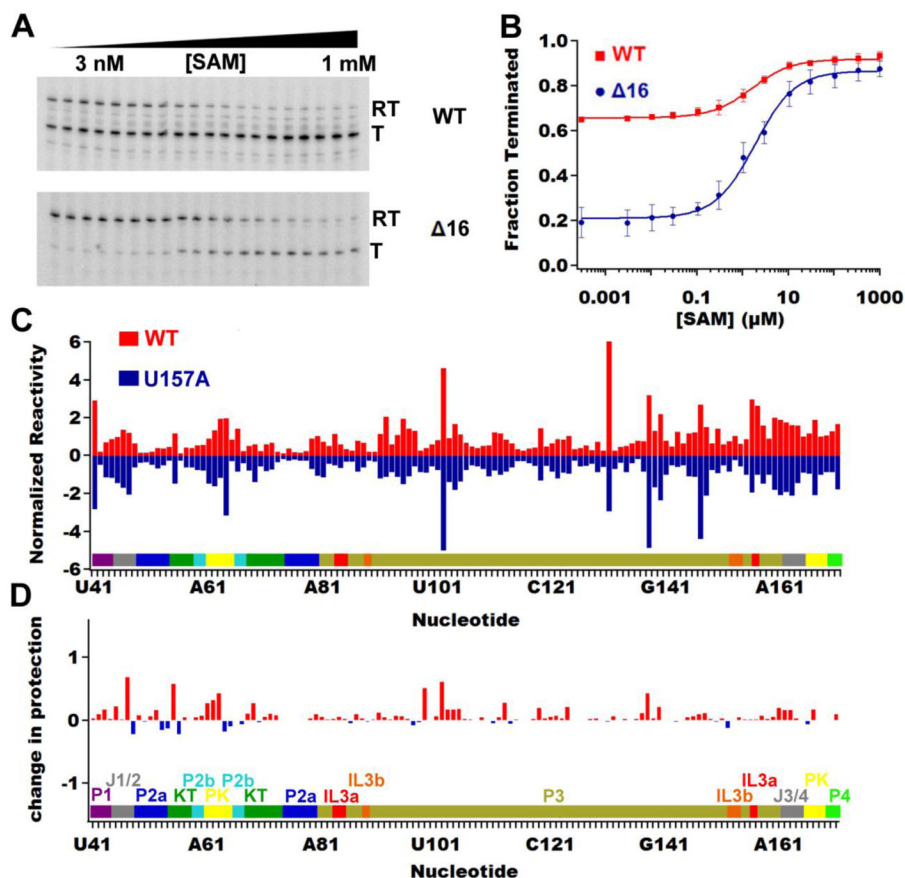 A
3 nM [SAM] 1 mM
RT
T
WT
RT
T
Δ16
B
WT
Δ16
Fraction Terminated
1.0
0.8
0.6
0.4
0.2
0.0
0.001 0.1 10 1000
[SAM] (μM)
C
WT
U157A
Normalized Reactivity
6
4
2
0
-2
-4
-6
U41 A61 A81 U101 C121 G141 A161
Nucleotide
D
change in protection
1
0
-1
J1/2 P2b P2b IL3b IL3a PK
P1 P2a KT PK KT P2a IL3a P3 IL3b J3/4 P4
U41 A61 A81 U101 C121 G141 A161
Nucleotide